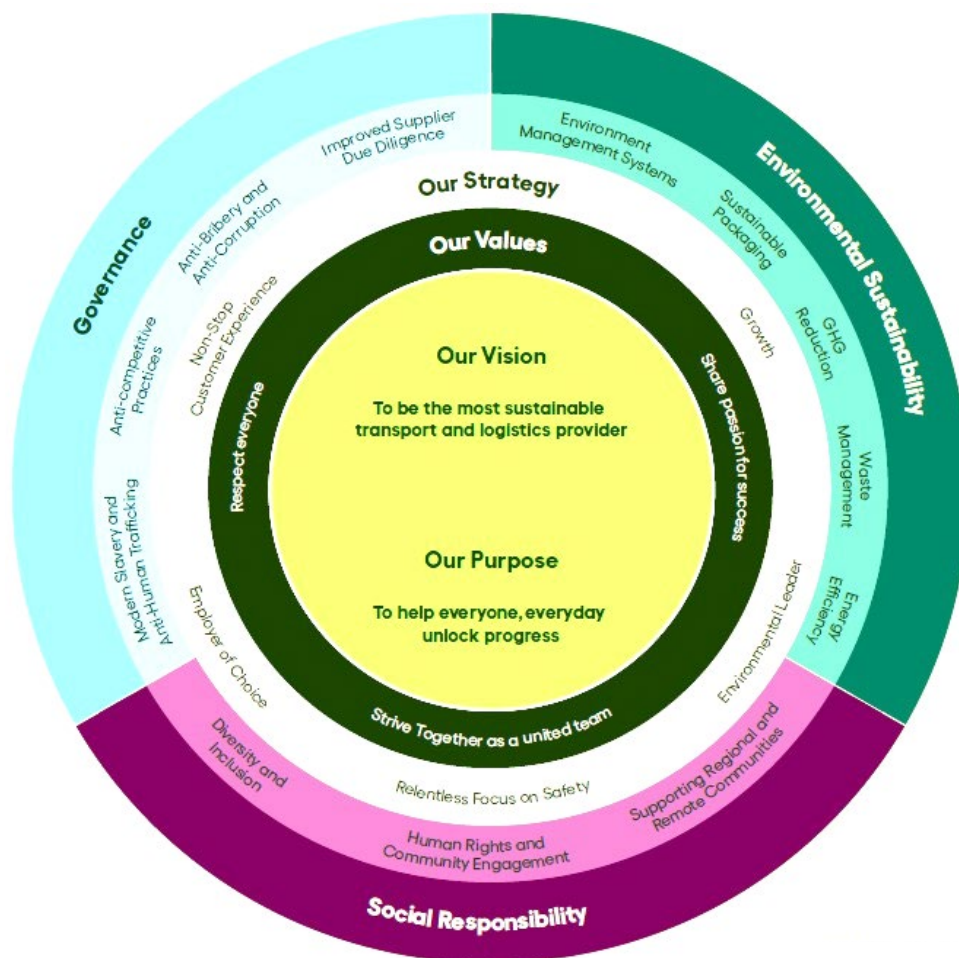 Governance
Improved Supplier
Due Diligence
Anti-Bribery and
Anti-Corruption
Anti-competitive
Practices
Modern Slavery and
Anti-Human Trafficking
Environmental Sustainability
Environment
Management Systems
Sustainable
Packaging
GHG
Reduction
Waste
Management
Energy
Efficiency
Social Responsibility
Supporting Regional and
Remote Communities
Human Rights and
Community Engagement
Diversity and
Inclusion
Our Strategy
Growth
Environmental Leader
Relentless Focus on Safety
Employer of Choice
Non-Stop
Customer Experience
Our Values
Share passion for success
Strive Together as a united team
Respect everyone
Our Vision
To be the most sustainable
transport and logistics provider
Our Purpose
To help everyone, everyday
unlock progress